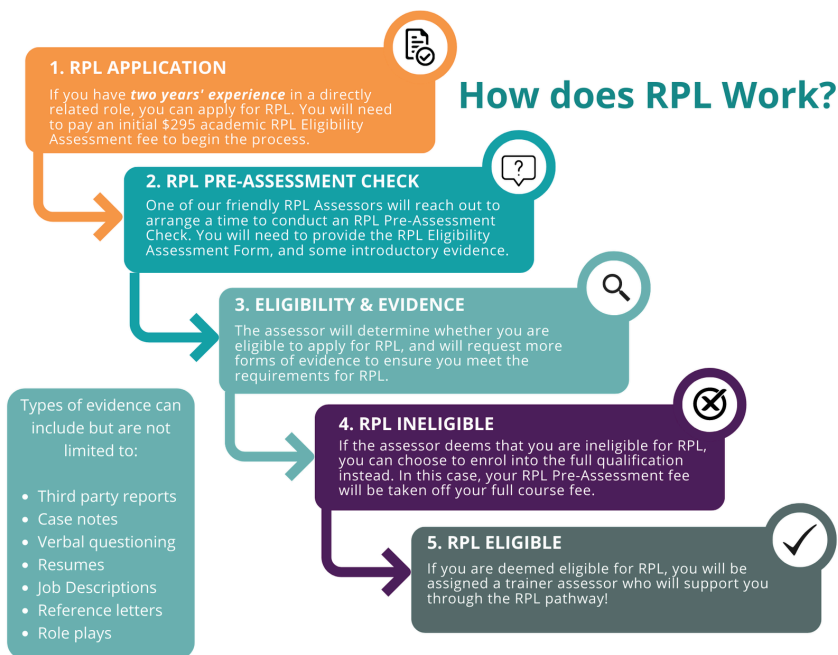 How does RPL Work?
1. RPL APPLICATION
If you have two years' experience in a directly
related role, you can apply for RPL. You will need
to pay an initial $295 academic RPL Eligibility
Assessment fee to begin the process.
2. RPL PRE-ASSESSMENT CHECK
One of our friendly RPL Assessors will reach out to
arrange a time to conduct an RPL Pre-Assessment
Check. You will need to provide the RPL Eligibility
Assessment Form, and some introductory evidence.
3. ELIGIBILITY & EVIDENCE
The assessor will determine whether you are
eligible to apply for RPL, and will request more
forms of evidence to ensure you meet the
requirements for RPL.
Types of evidence can
include but are not
limited to:
• Third party reports
• Case notes
• Verbal questioning
• Resumes
• Job Descriptions
• Reference letters
• Role plays
4. RPL INELIGIBLE
If the assessor deems that you are ineligible for RPL,
you can choose to enrol into the full qualification
instead. In this case, your RPL Pre-Assessment fee
will be taken off your full course fee.
5. RPL ELIGIBLE
If you are deemed eligible for RPL, you will be
assigned a trainer assessor who will support you
through the RPL pathway!